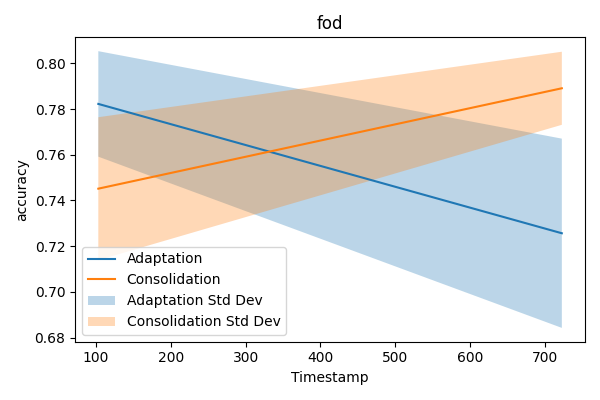 fod
accuracy
0.80
0.78
0.76
0.74
0.72
0.70
0.68
Adaptation
Consolidation
Adaptation Std Dev
Consolidation Std Dev
100 200 300 400 500 600 700
Timestamp